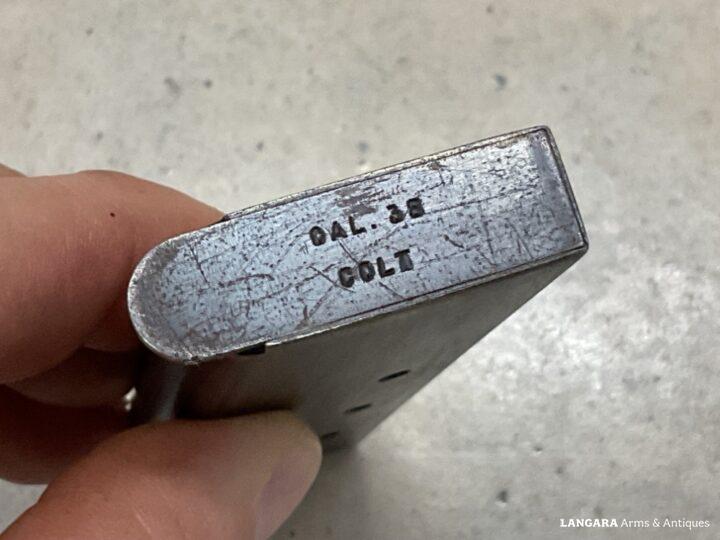 CAL. 38
COLT
LANGARA Arms & Antiques